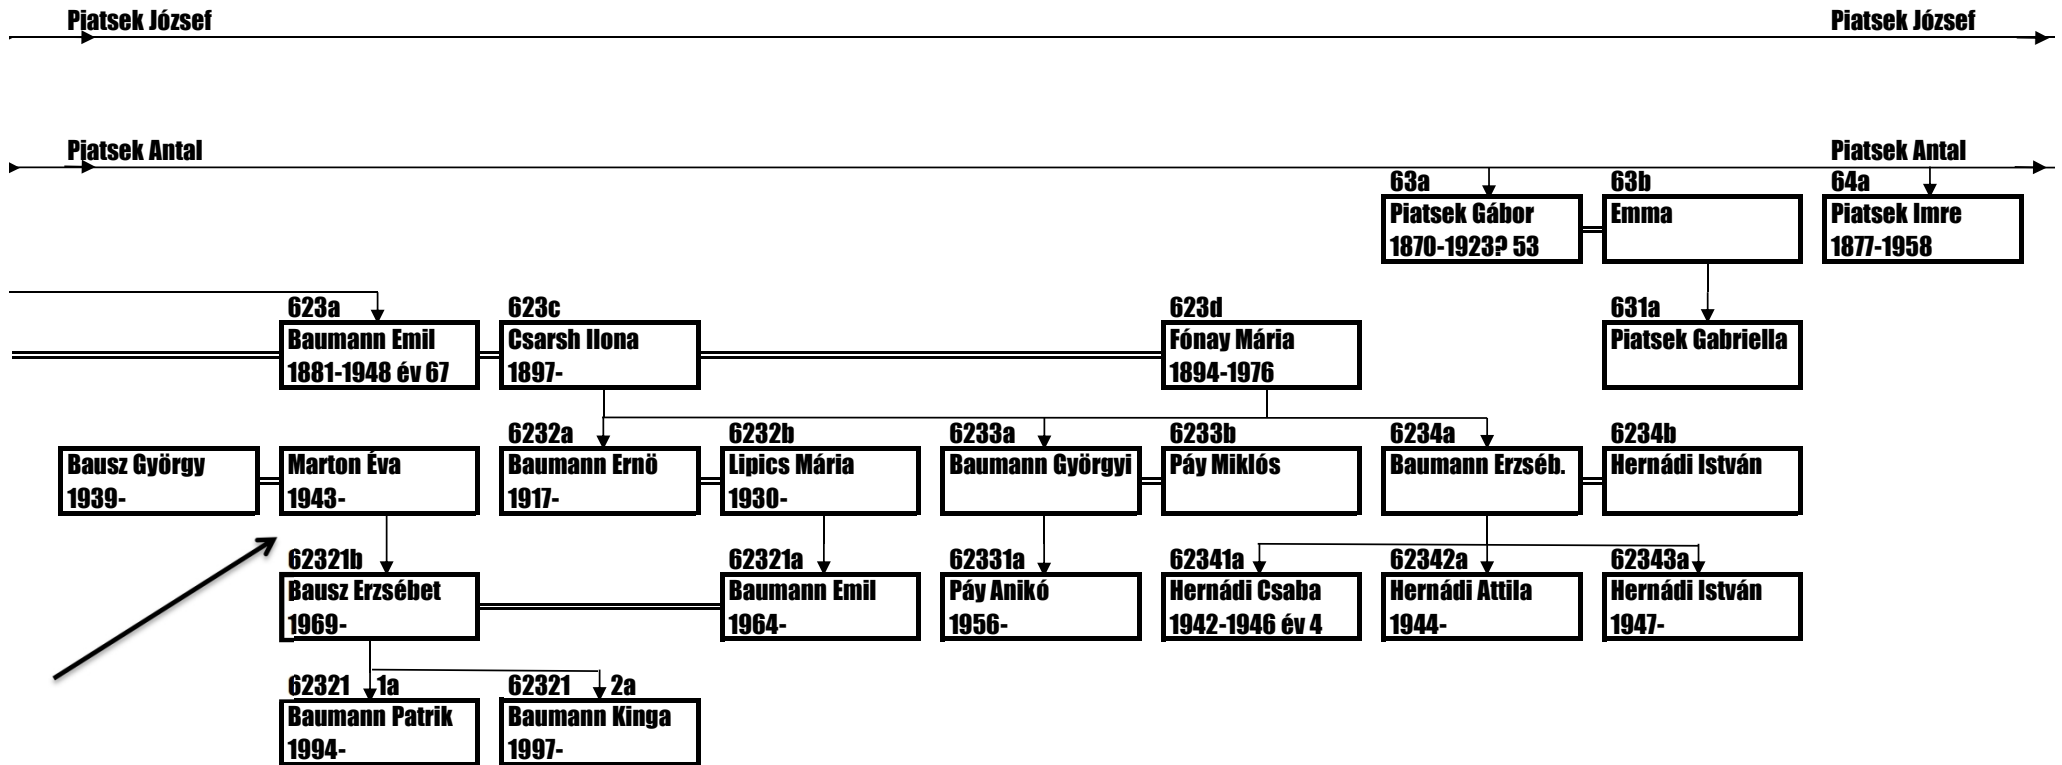 Piatsek József
Piatsek József
Piatsek Antal
Piatsek Antal
63a
63b
64a
Piatsek Gábor
1870-1923? 53
Emma
Piatsek Imre
1877-1958
623a
623c
623d
631a
Baumann Emil
1881-1948 év 67
Csarsh Ilona
1897-
Fónay Mária
1894-1976
Piatsek Gabriella
6232a
6232b
6233a
6233b
6234a
6234b
Bausz György
1939-
Marton Éva
1943-
Baumann Ernö
1917-
Lipics Mária
1930-
Baumann Györgyi
Páy Miklós
Baumann Erzséb.
Hernádi István
62321b
62321a
62331a
62341a
62342a
62343a
Bausz Erzsébet
1969-
Baumann Emil
1964-
Páy Anikó
1956-
Hernádi Csaba
1942-1946 év 4
Hernádi Attila
1944-
Hernádi István
1947-
62321 1a
62321 2a
Baumann Patrik
1994-
Baumann Kinga
1997-